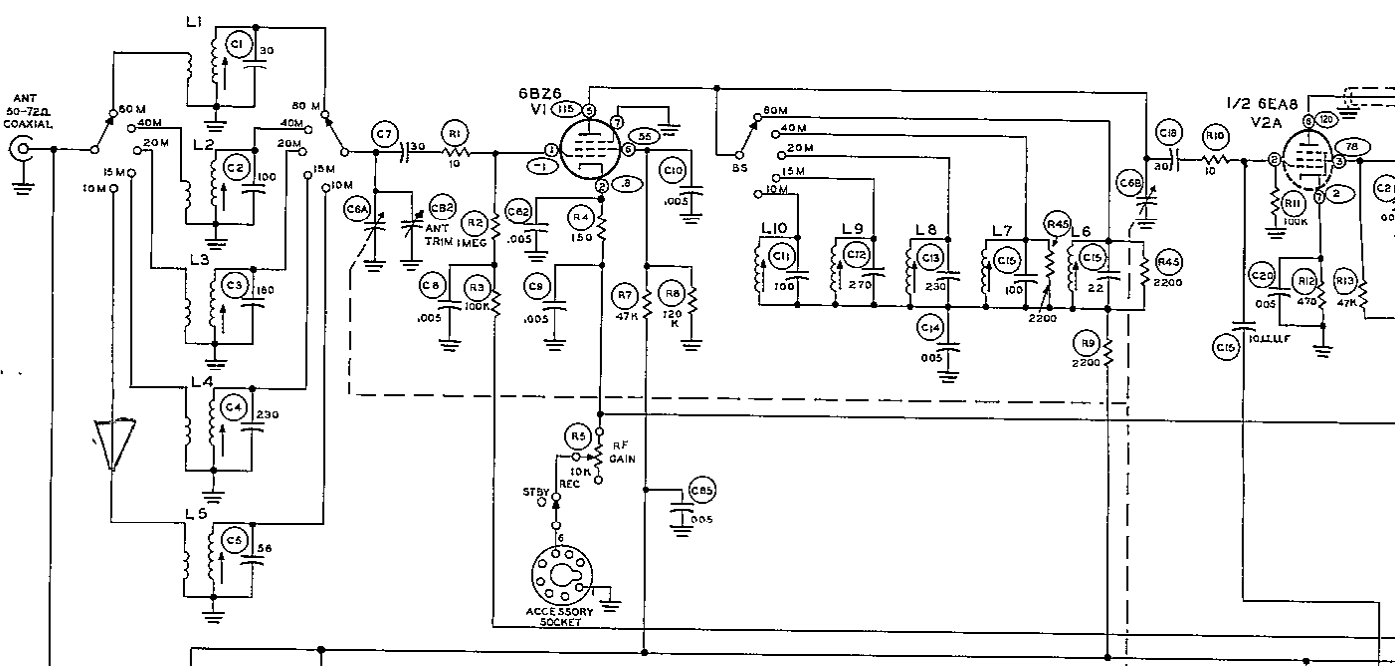 ANT
50-72Ω
COAXIAL
80 M
40M
20M
15M
10M
L1
C1
30
L2
C2
100
L3
C3
160
L4
C4
230
L5
C5
56
80 M
40M
20M
15M
10M
C7
30
R1
10
C6A
CB2
ANT
TRIM
R2
1MEG
C8
.005
R3
100K
6BZ6
V1
115
5
7
1
6
55
-1
2
.8
C82
.005
R4
150
C9
.005
C10
.005
R7
47K
R8
120
K
R5
10K
RF
GAIN
STBY
REC
6
ACCESSORY
SOCKET
C85
.005
BS
80M
40M
20M
15M
10M
L10
C11
100
L9
C12
270
L8
C13
230
L7
C15
100
R45
2200
L6
C15
22
R45
2200
C14
.005
R9
2200
C6B
C18
30
R10
10
1/2 6EA8
V2A
120
8
2
3
78
7
2
R11
100K
C20
.005
R12
470
R13
47K
C15